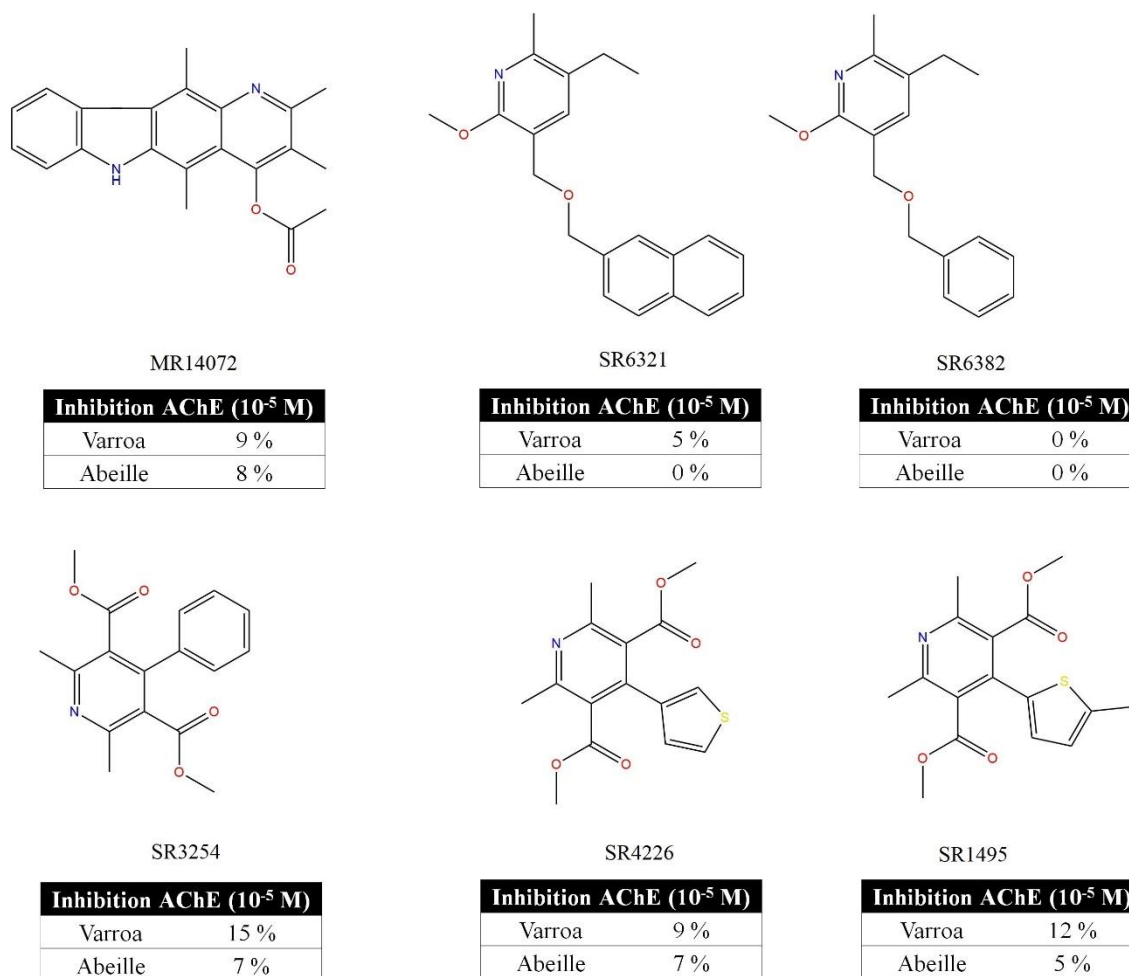 N
N
H
O
O
N
O
O
N
O
O
MR14072
SR6321
SR6382
Inhibition AChE (10⁻⁵ M)
Varroa 9 %
Abeille 8 %
Inhibition AChE (10⁻⁵ M)
Varroa 5 %
Abeille 0 %
Inhibition AChE (10⁻⁵ M)
Varroa 0 %
Abeille 0 %
O
O
N
O
O
O
O
N
S
O
O
O
O
N
S
O
O
SR3254
SR4226
SR1495
Inhibition AChE (10⁻⁵ M)
Varroa 15 %
Abeille 7 %
Inhibition AChE (10⁻⁵ M)
Varroa 9 %
Abeille 7 %
Inhibition AChE (10⁻⁵ M)
Varroa 12 %
Abeille 5 %